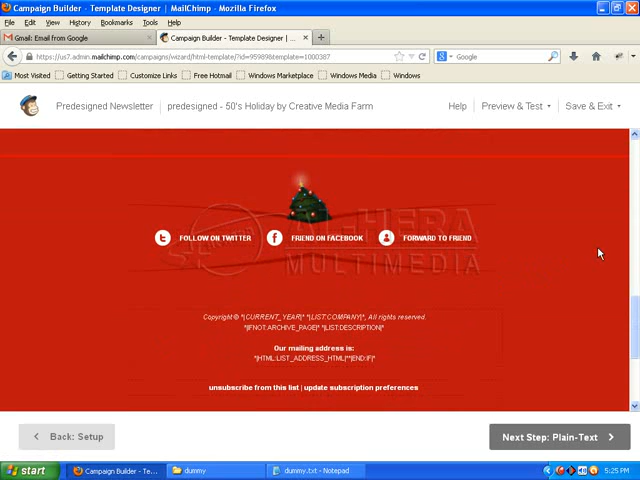 Campaign Builder - Template Designer | MailChimp - Mozilla Firefox
File Edit View History Bookmarks Tools Help
Gmail: Email from Google
Campaign Builder - Template Designer | ...
https://us7.admin.mailchimp.com/campaigns/wizard/html-template/?id=959898&template=1000387
Google
Most Visited Getting Started Customize Links Free Hotmail Windows Marketplace Windows Media Windows
Predesigned Newsletter predesigned - 50's Holiday by Creative Media Farm Help Preview & Test Save & Exit
AL-HERA
MULTIMEDIA
FOLLOW ON TWITTER FRIEND ON FACEBOOK FORWARD TO FRIEND
Copyright © *|CURRENT_YEAR|* *|LIST:COMPANY|*, All rights reserved.
*|IFNOT:ARCHIVE_PAGE|* *|LIST:DESCRIPTION|*
Our mailing address is:
*|HTML:LIST_ADDRESS_HTML|**|END:IF|*
unsubscribe from this list | update subscription preferences
Back: Setup
Next Step: Plain-Text
start
Campaign Builder - Te...
dummy
dummy.txt - Notepad
5:25 PM